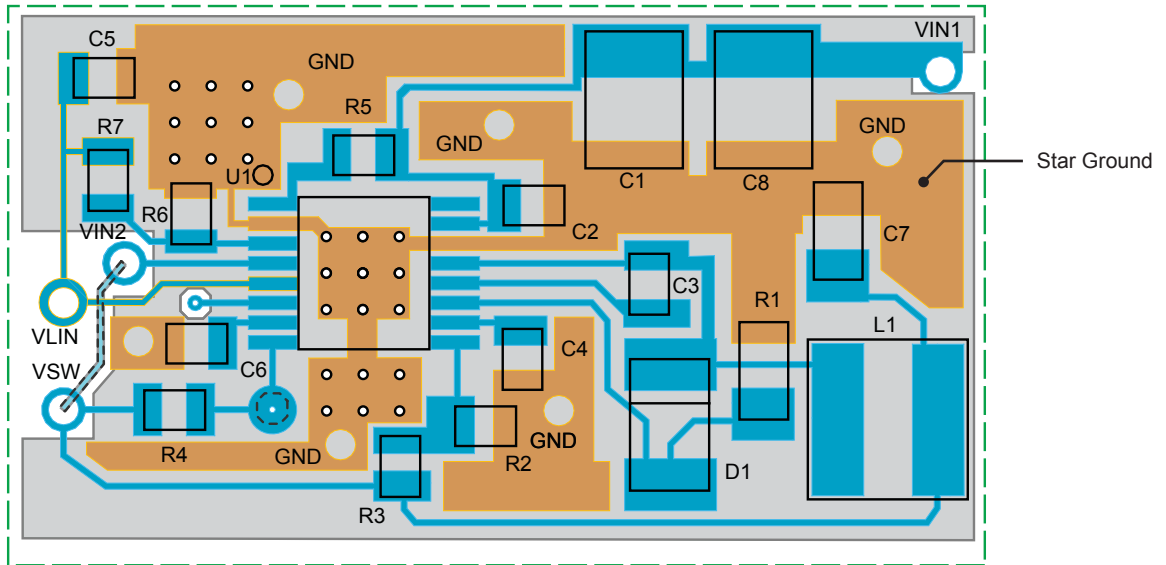 VIN1
C5
GND
R5
GND
GND
R7
Star Ground
U1
C1
C8
R6
VIN2
C2
C7
C3
R1
VLIN
L1
C4
VSW
C6
GND
R4
GND
R2
D1
R3